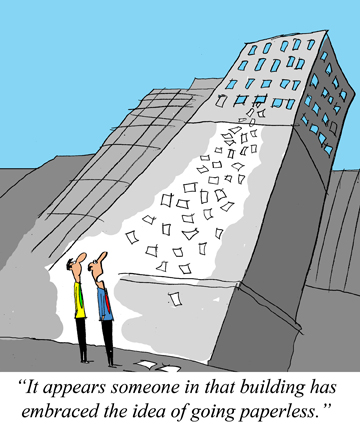 “It appears someone in that building has
embraced the idea of going paperless.”